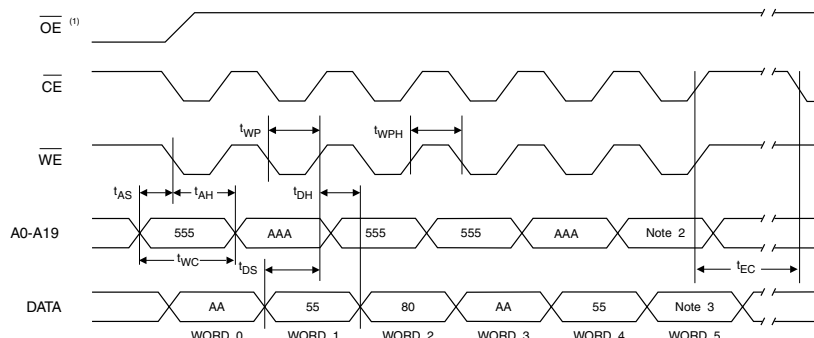 OE (1)
CE
tWP
tWPH
WE
tAS
tAH
tDH
A0-A19
555
AAA
555
555
AAA
Note 2
tWC
tDS
tEC
DATA
AA
55
80
AA
55
Note 3
WORD 0
WORD 1
WORD 2
WORD 3
WORD 4
WORD 5